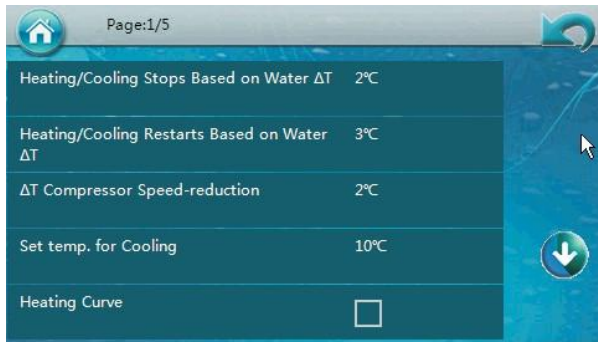 Page:1/5
Heating/Cooling Stops Based on Water ΔT 2℃
Heating/Cooling Restarts Based on Water 3℃
ΔT
ΔT Compressor Speed-reduction 2℃
Set temp. for Cooling 10℃
Heating Curve